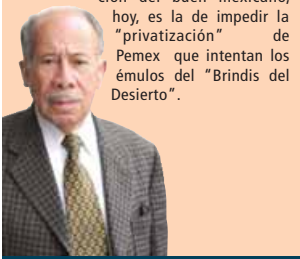 ción del buen mexicano,
hoy, es la de impedir la
"privatización" de
Pemex que intentan los
émulos del "Brindis del
Desierto".